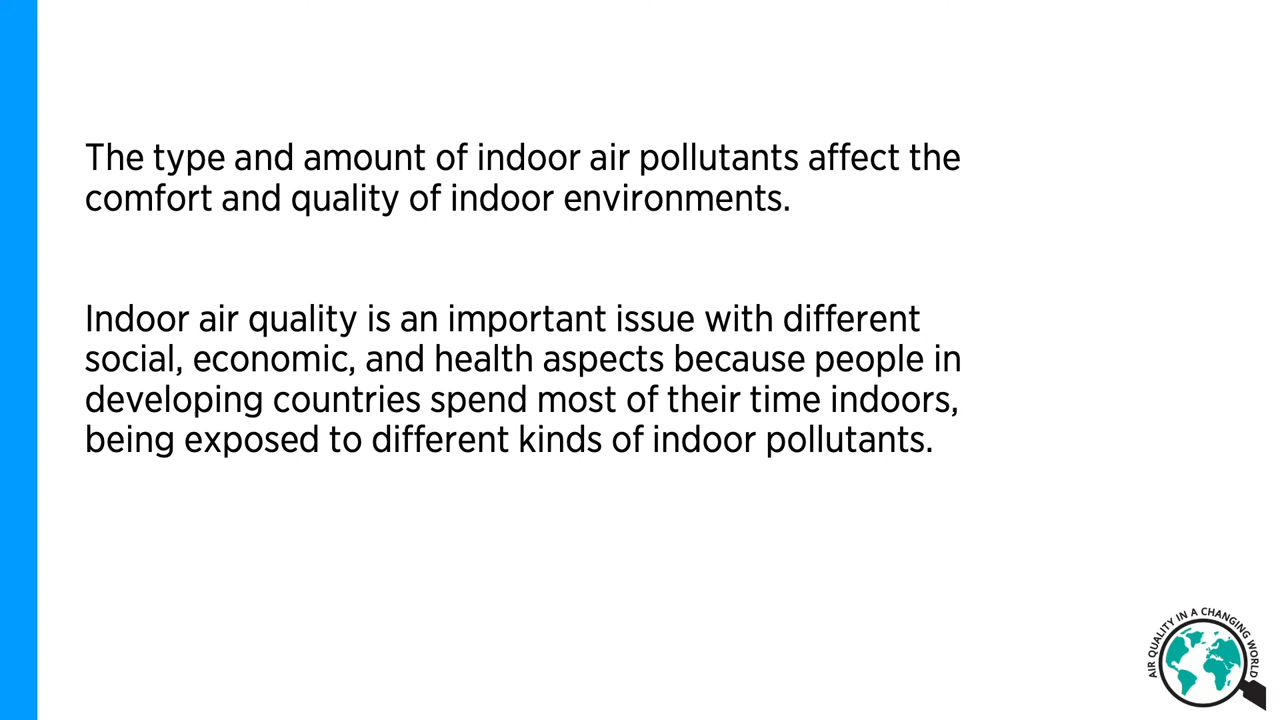 The type and amount of indoor air pollutants affect the
comfort and quality of indoor environments.
Indoor air quality is an important issue with different
social, economic, and health aspects because people in
developing countries spend most of their time indoors,
being exposed to different kinds of indoor pollutants.
AIR QUALITY IN A CHANGING WORLD